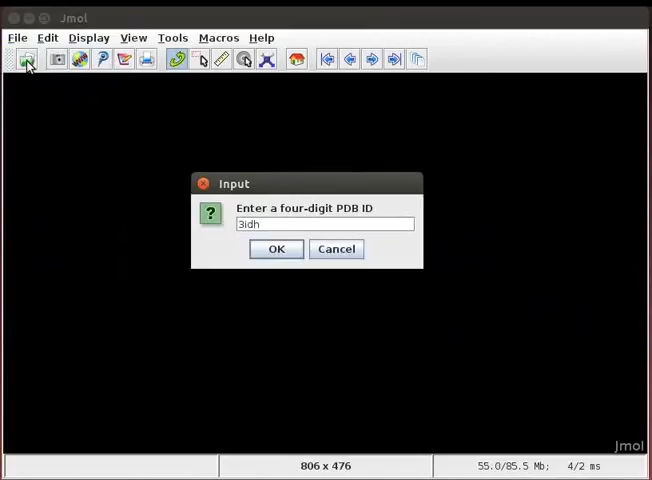 Jmol
File Edit Display View Tools Macros Help
Input
Enter a four-digit PDB ID
?
3idh
OK Cancel
Jmol
806 x 476 55.0/85.5 Mb; 4/2 ms